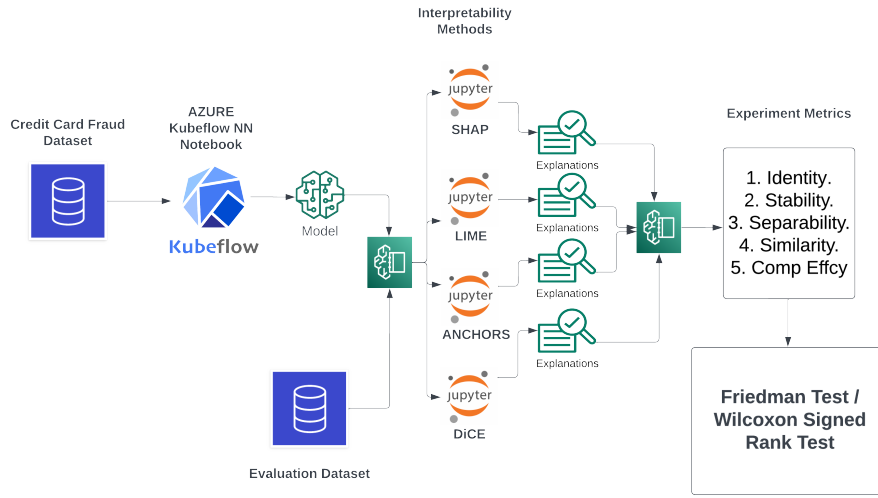 Interpretability
Methods
Credit Card Fraud
Dataset
AZURE
Kubeflow NN
Notebook
Kubeflow
Model
Evaluation Dataset
jupyter
SHAP
jupyter
LIME
jupyter
ANCHORS
jupyter
DiCE
Explanations
Explanations
Explanations
Explanations
Experiment Metrics
1. Identity.
2. Stability.
3. Separability.
4. Similarity.
5. Comp Effcy
Friedman Test /
Wilcoxon Signed
Rank Test